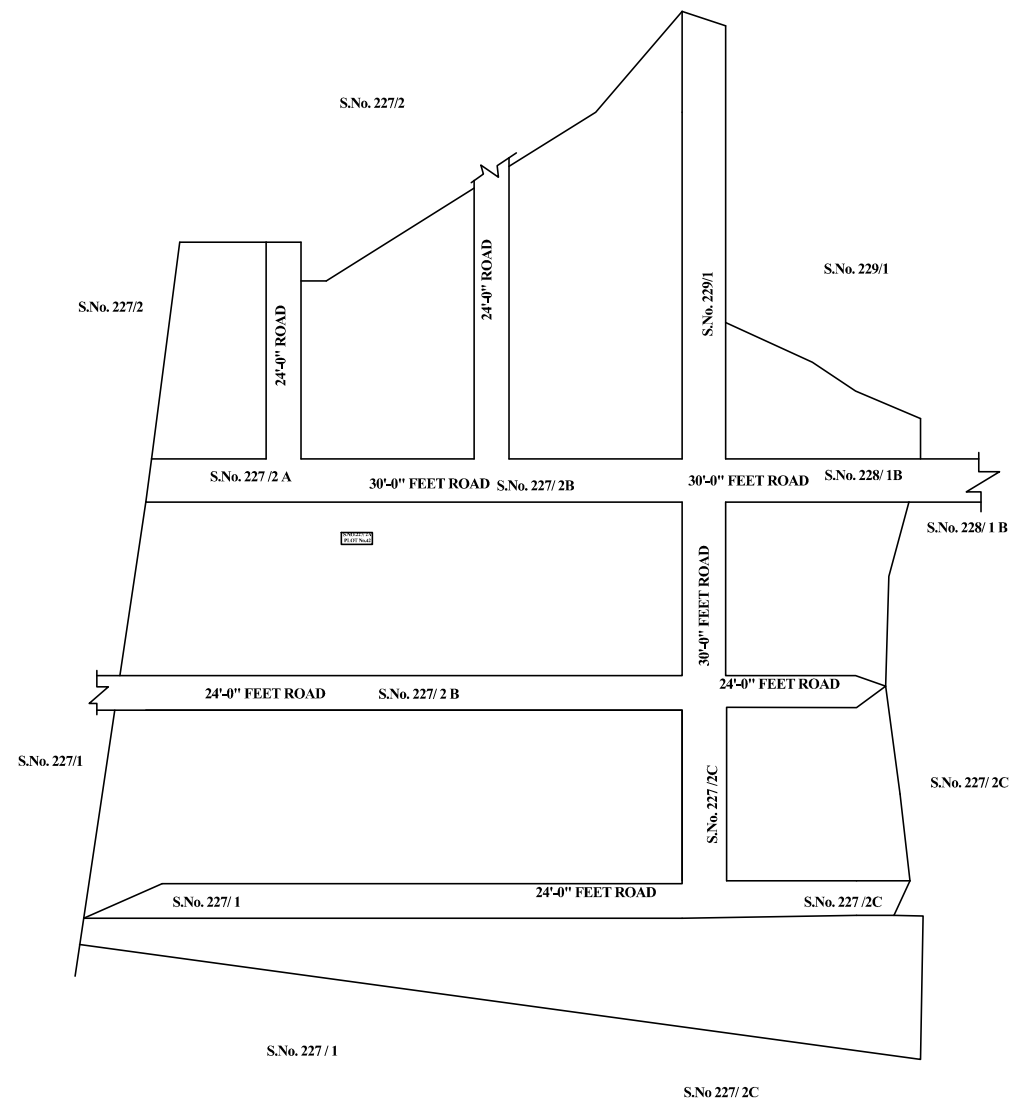 S.No. 227/2
S.No. 229/1
24'-0" ROAD
S.No. 227/2
S.No. 229/1
24'-0" ROAD
S.No. 227 /2 A
30'-0" FEET ROAD
S.No. 227/ 2B
30'-0" FEET ROAD
S.No. 228/ 1B
S.No. 228/ 1 B
PLOT No.42
30'-0" FEET ROAD
24'-0" FEET ROAD
S.No. 227/ 2 B
24'-0" FEET ROAD
S.No. 227/1
S.No. 227 /2C
S.No. 227/ 2C
24'-0" FEET ROAD
S.No. 227/ 1
S.No. 227 /2C
S.No. 227 / 1
S.No 227/ 2C